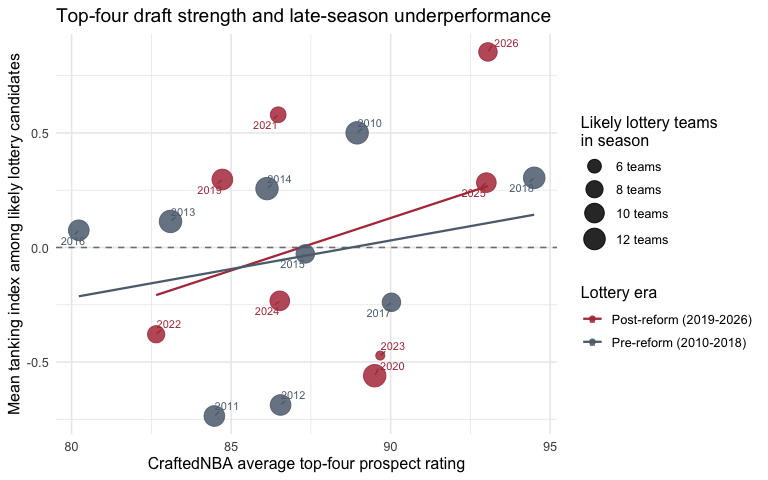 Top-four draft strength and late-season underperformance
Mean tanking index among likely lottery candidates
0.5
0.0
-0.5
2026
2021
2010
2019
2014
2025
2018
2013
2016
2015
2024
2017
2022
2023
2020
2012
2011
80
85
90
95
CraftedNBA average top-four prospect rating
Likely lottery teams
in season
6 teams
8 teams
10 teams
12 teams
Lottery era
Post-reform (2019-2026)
Pre-reform (2010-2018)